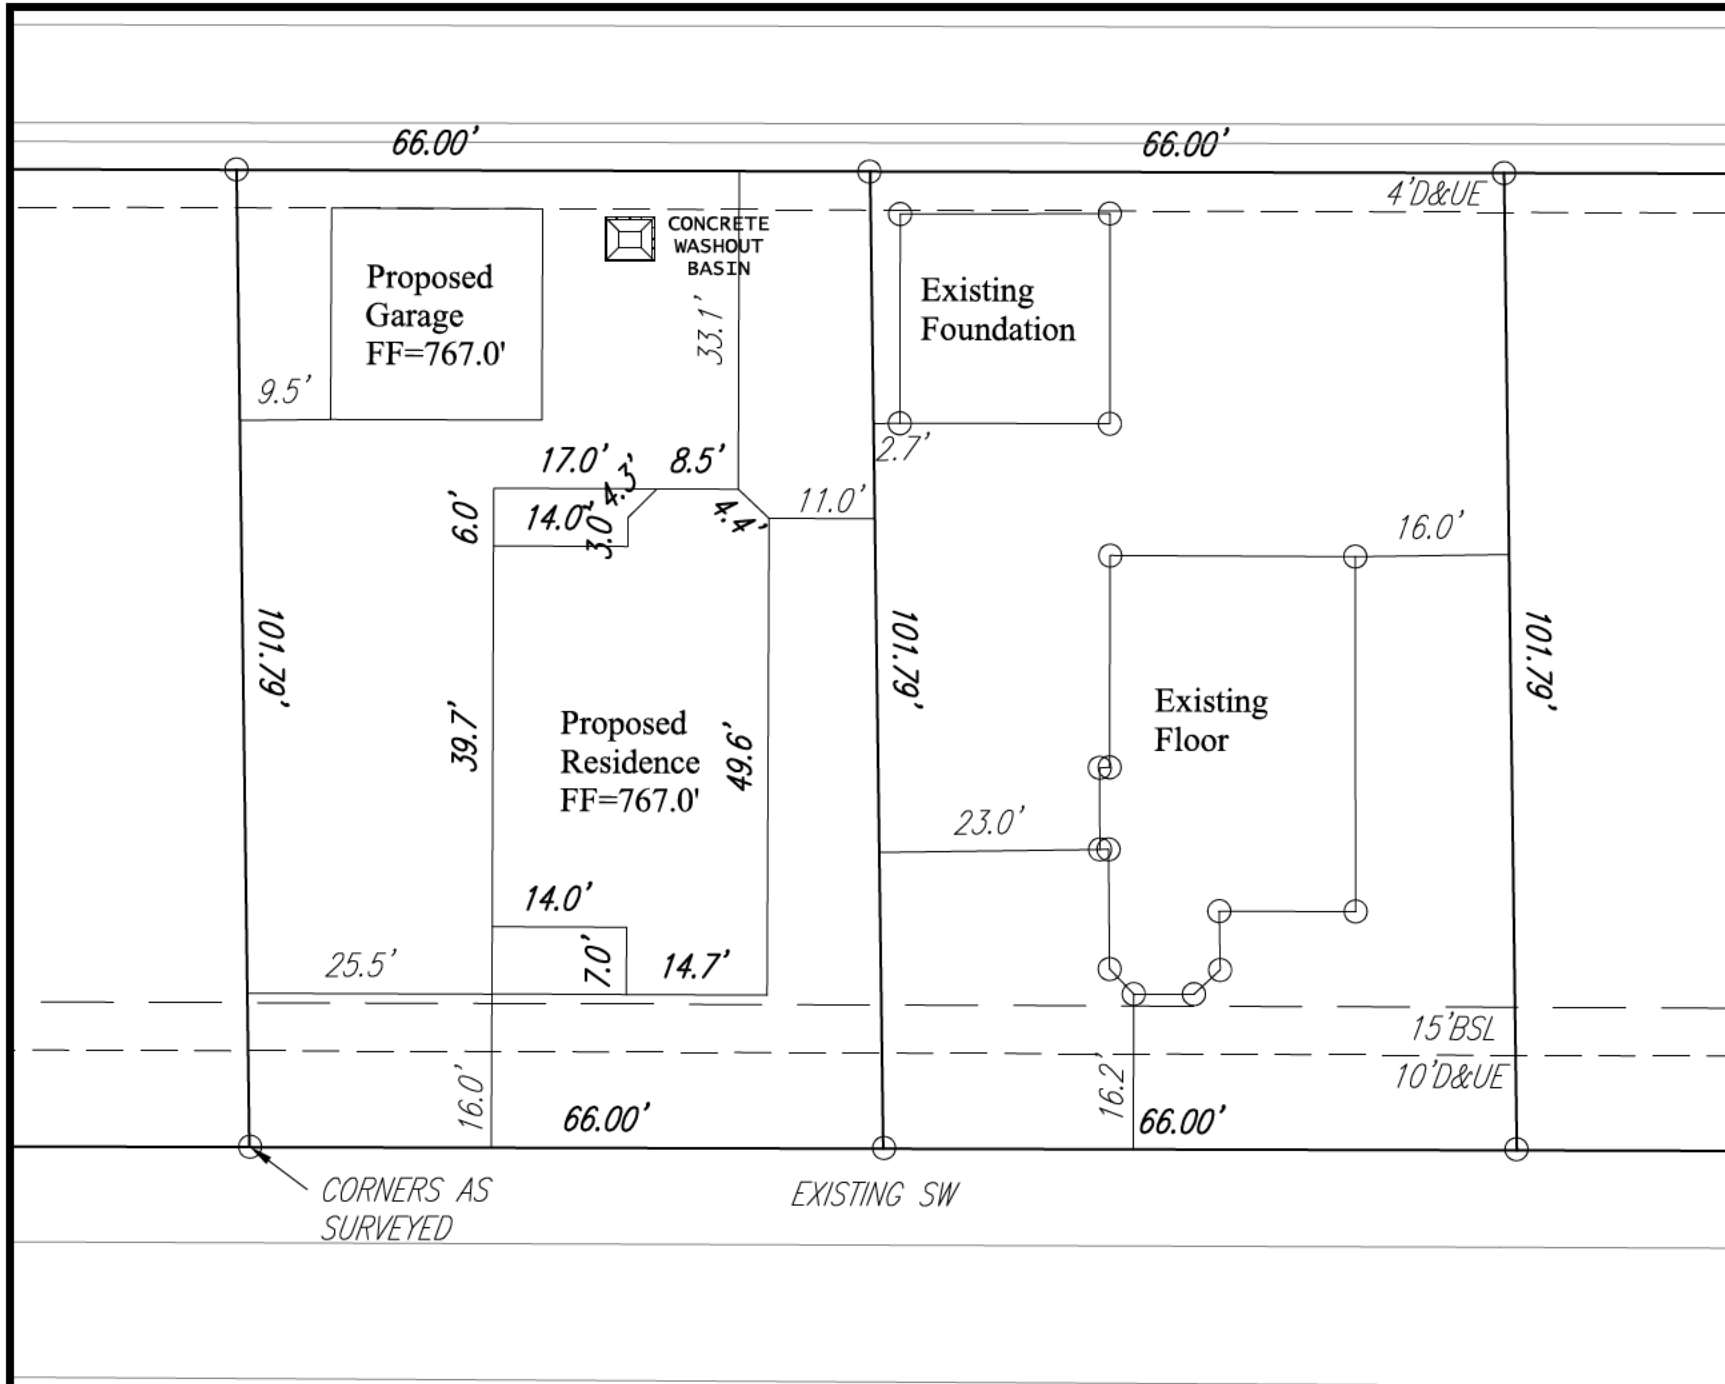 66.00'
66.00'
4'D&UE
CONCRETE
WASHOUT
BASIN
Proposed
Garage
FF=767.0'
Existing
Foundation
33.1'
9.5'
2.7'
17.0'
4.3'
8.5'
6.0'
14.0'
3.0'
4.4'
11.0'
16.0'
101.79'
101.79'
101.79'
39.7'
Proposed
Residence
FF=767.0'
49.6'
Existing
Floor
23.0'
14.0'
25.5'
7.0'
14.7'
15'BSL
10'D&UE
16.0'
66.00'
16.2'
66.00'
CORNERS AS
SURVEYED
EXISTING SW